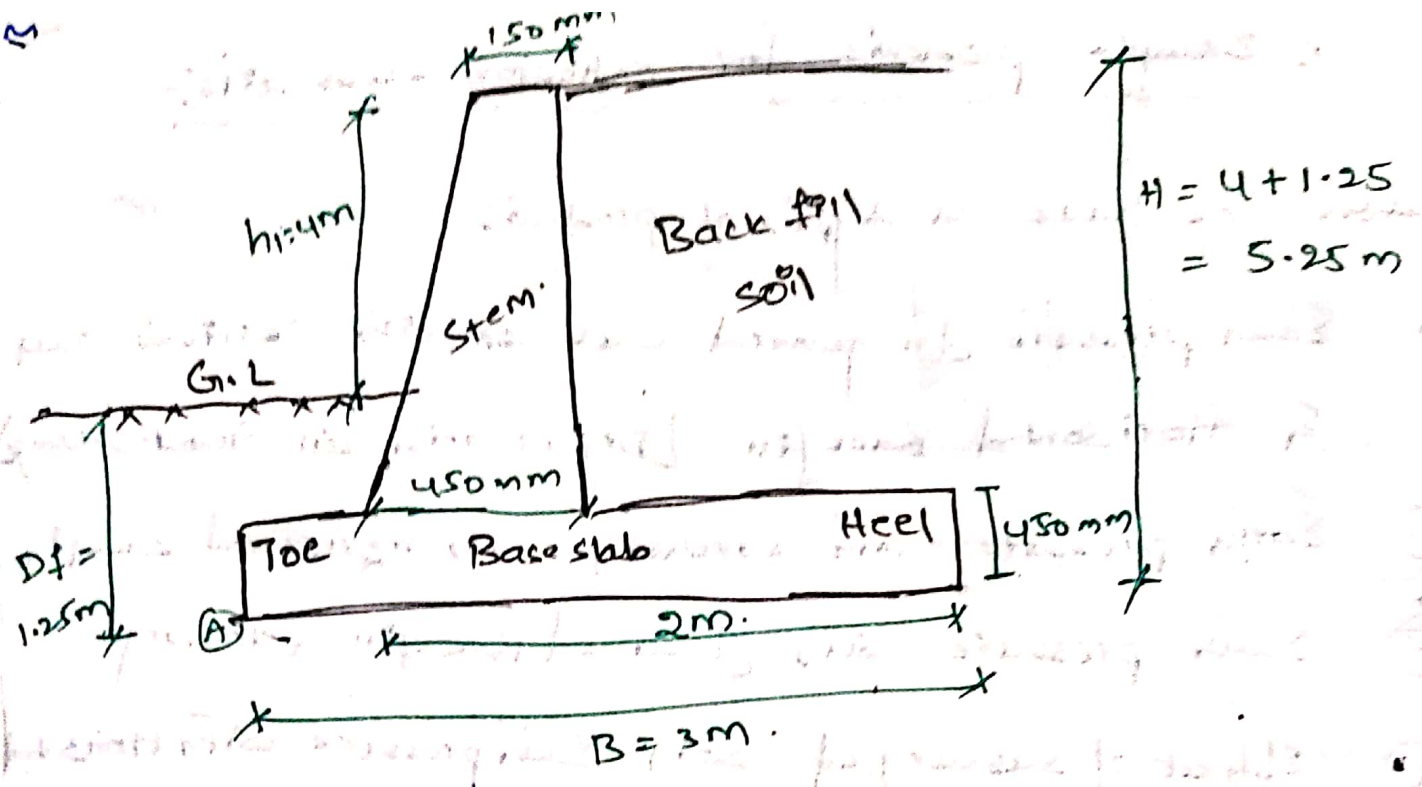 150 mm
h1=4m
Back fill
soil
H = 4+1.25
= 5.25 m
Stem.
G.L
450mm
Toe
Base slab
Heel
450mm
Df=
1.25m
A
2m.
B = 3m.